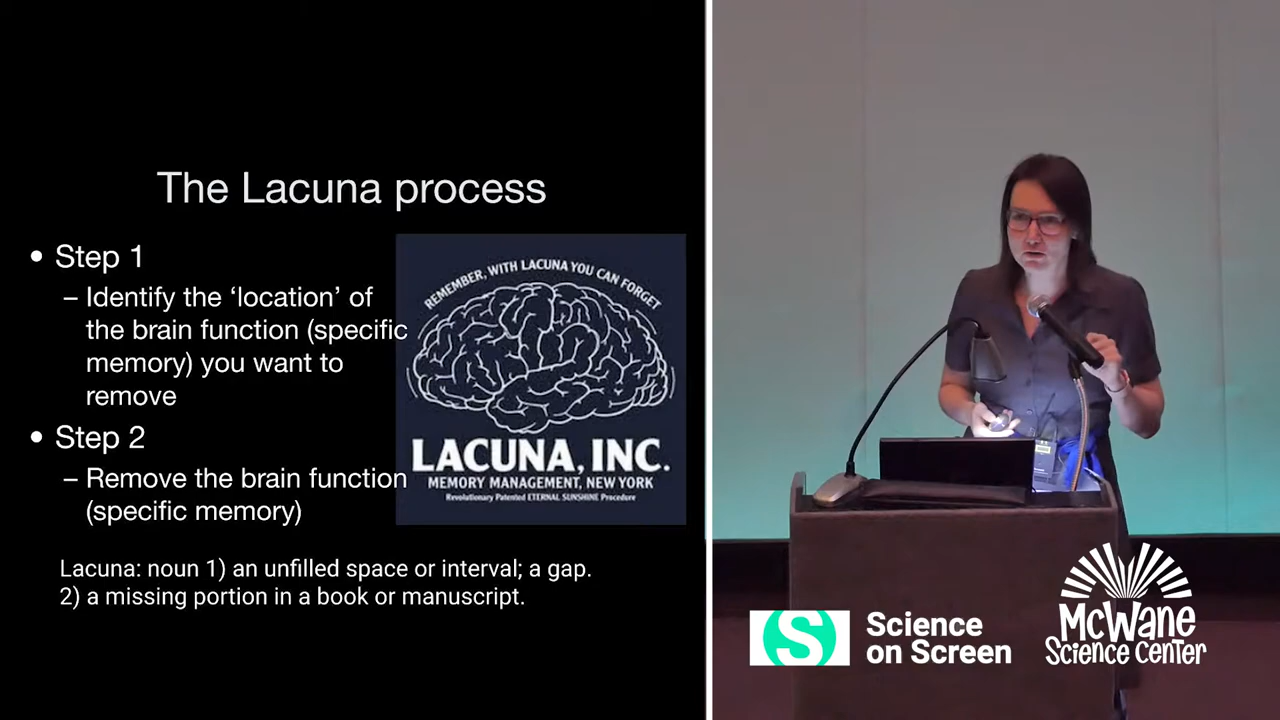 The Lacuna process
• Step 1
– Identify the ‘location’ of
the brain function (specific
memory) you want to
remove
• Step 2
– Remove the brain function
(specific memory)
REMEMBER, WITH LACUNA YOU CAN FORGET
LACUNA, INC.
MEMORY MANAGEMENT, NEW YORK
Revolutionary Patented ETERNAL SUNSHINE Procedure
Lacuna: noun 1) an unfilled space or interval; a gap.
2) a missing portion in a book or manuscript.
S
Science
on Screen
McWane
Science Center